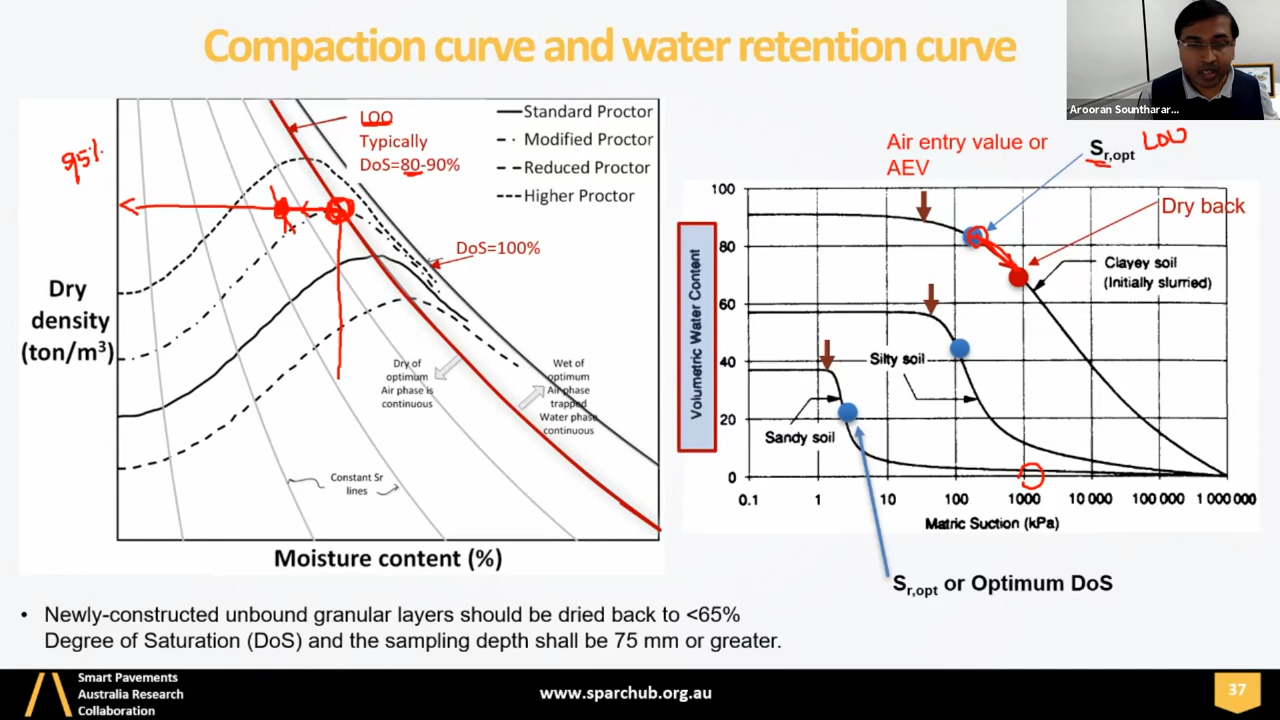 Compaction curve and water retention curve
Arooran Sountharar...
95%
LOO
Typically
DoS=80-90%
Standard Proctor
Modified Proctor
Reduced Proctor
Higher Proctor
DoS=100%
Dry
density
(ton/m³)
Dry of
optimum
Air phase is
continuous
Wet of
optimum
Air phase
trapped
Water phase
continuous
Constant Sr
lines
Moisture content (%)
Air entry value or
AEV
Sr,opt
LOO
Dry back
Volumetric Water Content
100
80
60
40
20
0
Clayey soil
(Initially slurried)
Silty soil
Sandy soil
0.1 1 10 100 1000 10 000 100 000 1 000 000
Matric Suction (kPa)
Sr,opt or Optimum DoS
• Newly-constructed unbound granular layers should be dried back to <65%
Degree of Saturation (DoS) and the sampling depth shall be 75 mm or greater.
Smart Pavements
Australia Research
Collaboration
www.sparchub.org.au
37